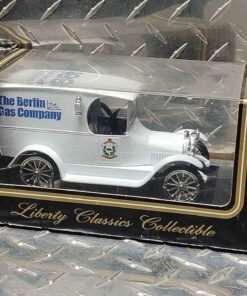 The Berlin
Gas Company
Liberty Classics Collectible